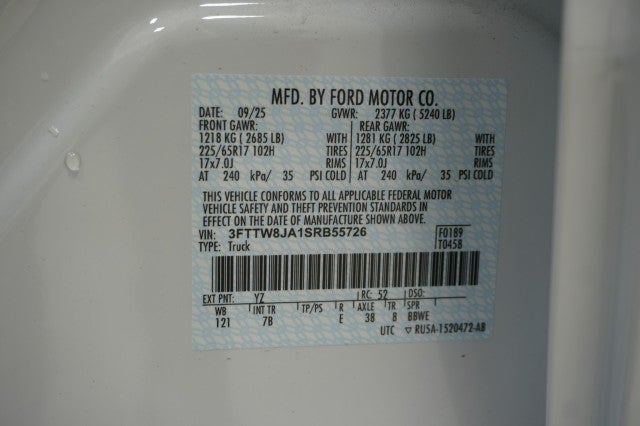 MFD. BY FORD MOTOR CO.
DATE: 09/25 GVWR: 2377 KG ( 5240 LB)
FRONT GAWR: REAR GAWR:
1218 KG ( 2685 LB) WITH 1281 KG ( 2825 LB) WITH
225/65R17 102H TIRES 225/65R17 102H TIRES
17x7.0J RIMS 17x7.0J RIMS
AT 240 kPa/ 35 PSI COLD AT 240 kPa/ 35 PSI COLD
THIS VEHICLE CONFORMS TO ALL APPLICABLE FEDERAL MOTOR
VEHICLE SAFETY AND THEFT PREVENTION STANDARDS IN
EFFECT ON THE DATE OF MANUFACTURE SHOWN ABOVE.
VIN: 3FTTW8JA1SRB55726 F0189
TYPE: Truck T0458
EXT PNT: YZ RC: 52 DSO:
WB INT TR TP/PS R AXLE TR SPR
121 7B E 38 8 BBWE
UTC ▽ RU5A-1520472-AB